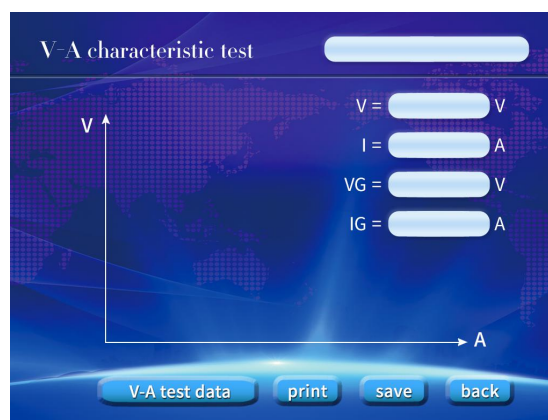 V-A characteristic test
V = V
I = A
VG = V
IG = A
V
A
V-A test data print save back